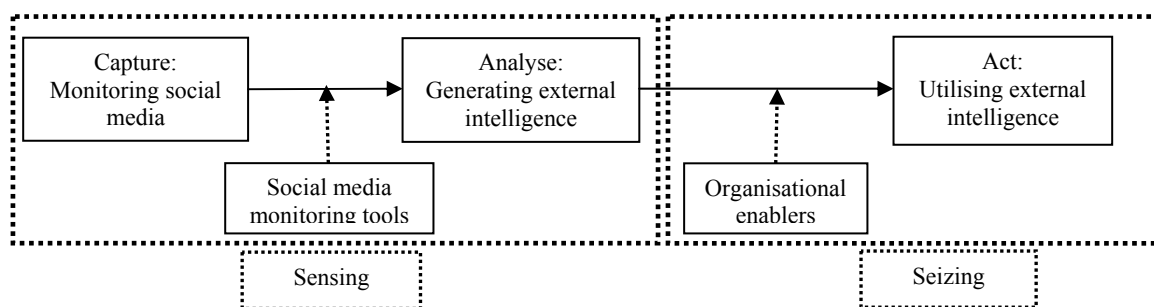 Capture:
Monitoring social
media
Analyse:
Generating external
intelligence
Act:
Utilising external
intelligence
Social media
monitoring tools
Organisational
enablers
Sensing
Seizing